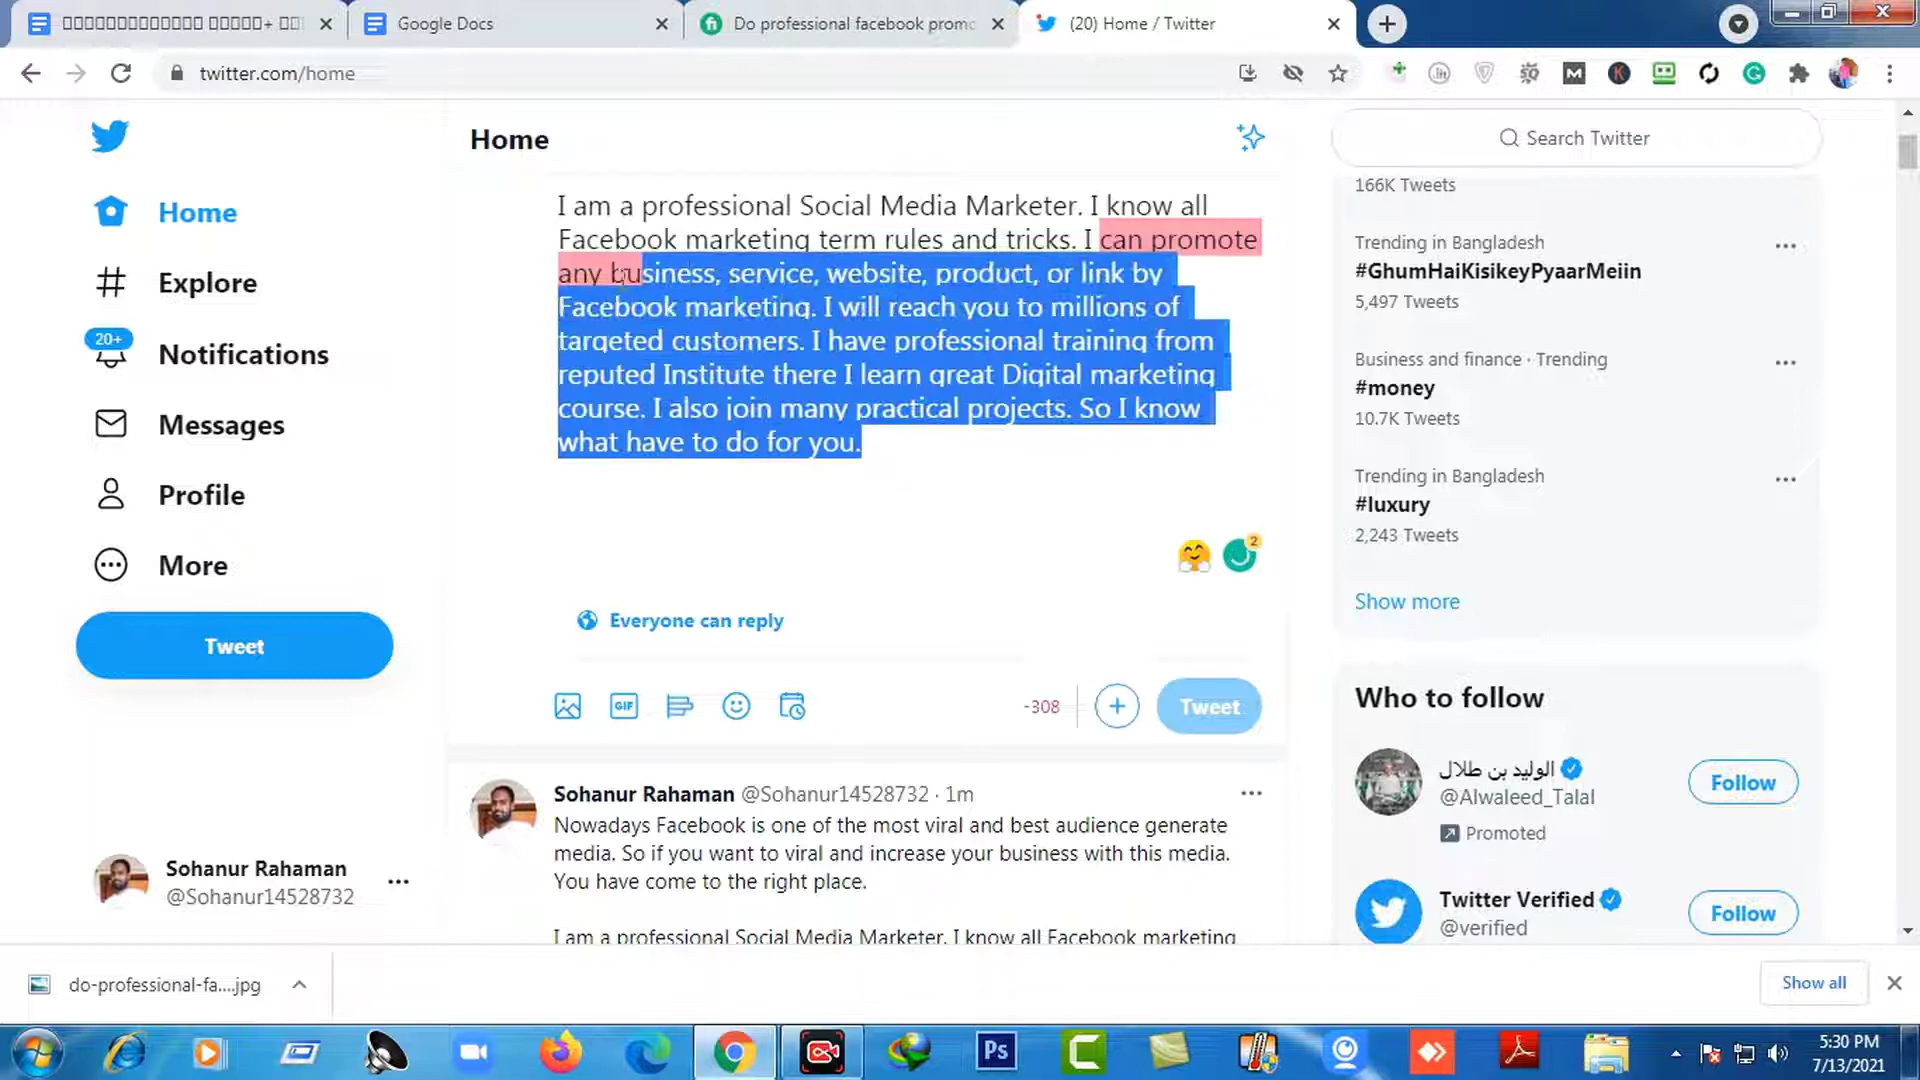 Google Docs
Do professional facebook promo
(20) Home / Twitter
twitter.com/home
Home
Explore
20+
Notifications
Messages
Profile
More
Tweet
Sohanur Rahaman
@Sohanur14528732
Home
I am a professional Social Media Marketer. I know all
Facebook marketing term rules and tricks. I can promote
any business, service, website, product, or link by
Facebook marketing. I will reach you to millions of
targeted customers. I have professional training from
reputed Institute there I learn great Digital marketing
course. I also join many practical projects. So I know
what have to do for you.
2
Everyone can reply
GIF
-308
Tweet
Sohanur Rahaman @Sohanur14528732 · 1m
Nowadays Facebook is one of the most viral and best audience generate
media. So if you want to viral and increase your business with this media.
You have come to the right place.
I am a professional Social Media Marketer. I know all Facebook marketing
Search Twitter
166K Tweets
Trending in Bangladesh
#GhumHaiKisikeyPyaarMeiin
5,497 Tweets
Business and finance · Trending
#money
10.7K Tweets
Trending in Bangladesh
#luxury
2,243 Tweets
Show more
Who to follow
الوليد بن طلال
@Alwaleed_Talal
Promoted
Follow
Twitter Verified
@verified
Follow
do-professional-fa....jpg
Show all
Ps
5:30 PM
7/13/2021